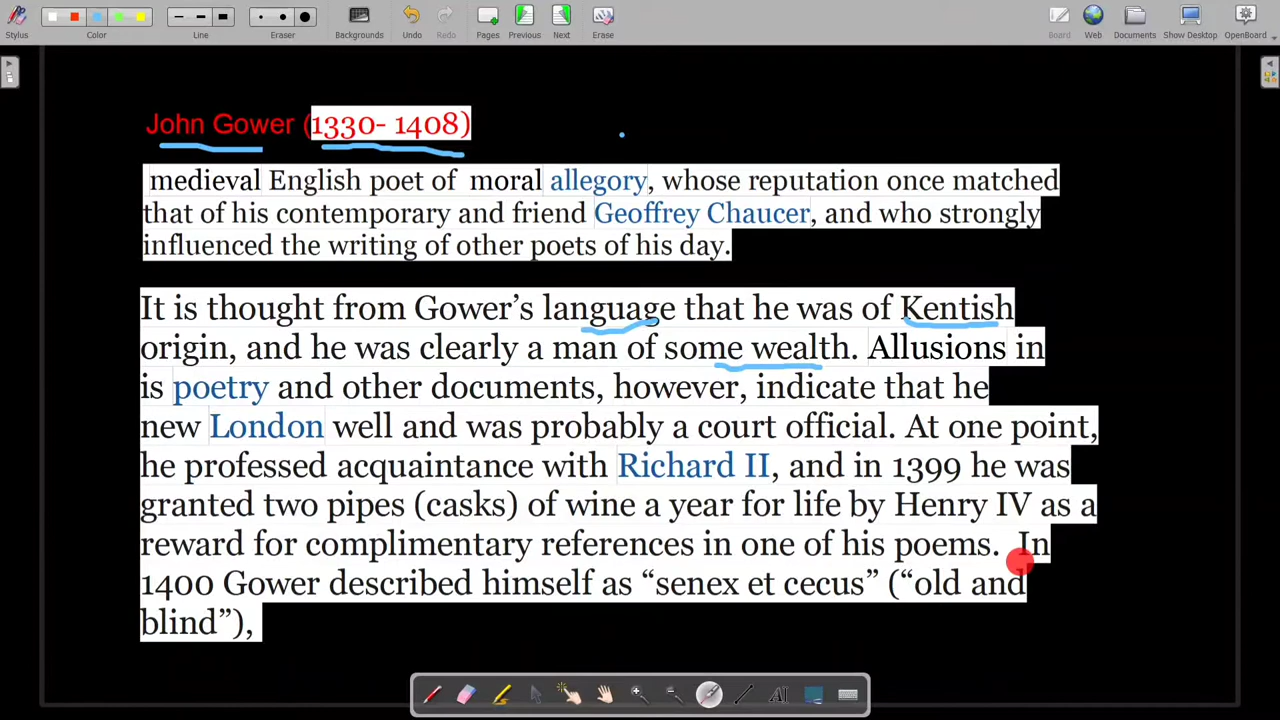 Stylus
Color
Line
Eraser
Backgrounds
Undo
Redo
Pages
Previous
Next
Erase
Board
Web
Documents
Show Desktop
OpenBoard
John Gower (1330- 1408)
medieval English poet of moral allegory, whose reputation once matched
that of his contemporary and friend Geoffrey Chaucer, and who strongly
influenced the writing of other poets of his day.
It is thought from Gower’s language that he was of Kentish
origin, and he was clearly a man of some wealth. Allusions in
is poetry and other documents, however, indicate that he
new London well and was probably a court official. At one point,
he professed acquaintance with Richard II, and in 1399 he was
granted two pipes (casks) of wine a year for life by Henry IV as a
reward for complimentary references in one of his poems. In
1400 Gower described himself as “senex et cecus” (“old and
blind”),